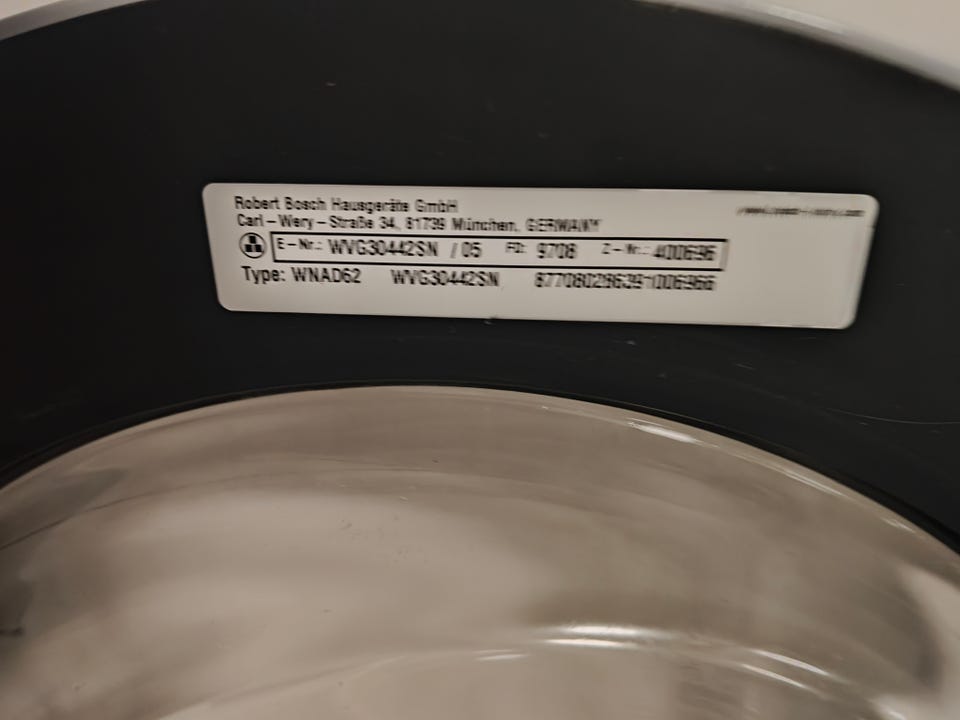 Robert Bosch Hausgeräte GmbH
Carl-Wery-Straße 34, 81739 München, GERMANY
E-Nr.: WVG30442SN /05 FD: 9708 Z-Nr.:
Type: WNAD62 WVG30442SN